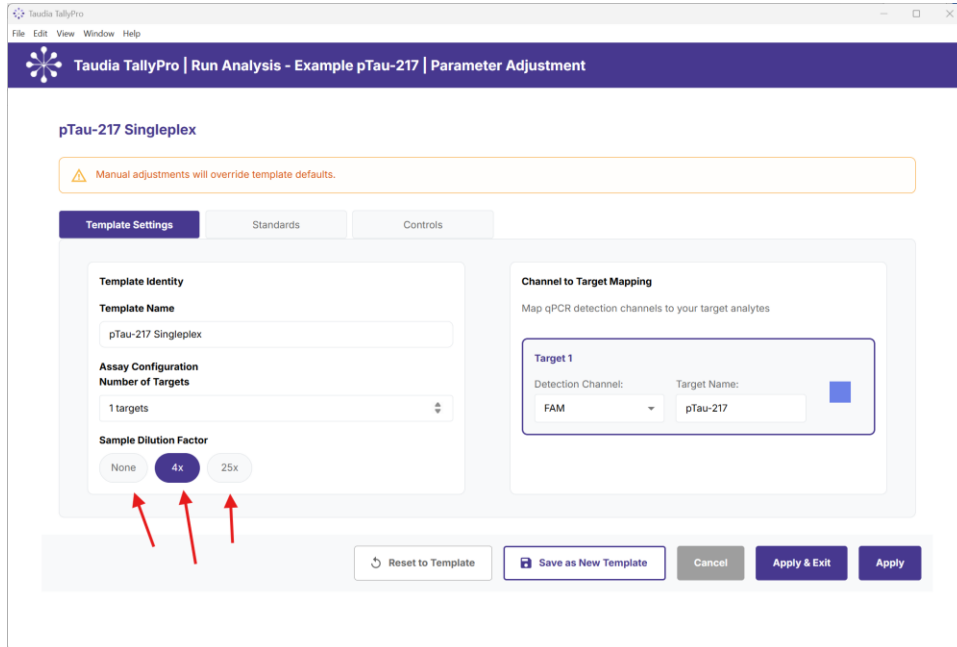 Taudia TallyPro
File Edit View Window Help
Taudia TallyPro | Run Analysis - Example pTau-217 | Parameter Adjustment
pTau-217 Singleplex
Manual adjustments will override template defaults.
Template Settings
Standards
Controls
Template Identity
Template Name
pTau-217 Singleplex
Assay Configuration
Number of Targets
1 targets
Sample Dilution Factor
None
4x
25x
Channel to Target Mapping
Map qPCR detection channels to your target analytes
Target 1
Detection Channel:
Target Name:
FAM
pTau-217
Reset to Template
Save as New Template
Cancel
Apply & Exit
Apply